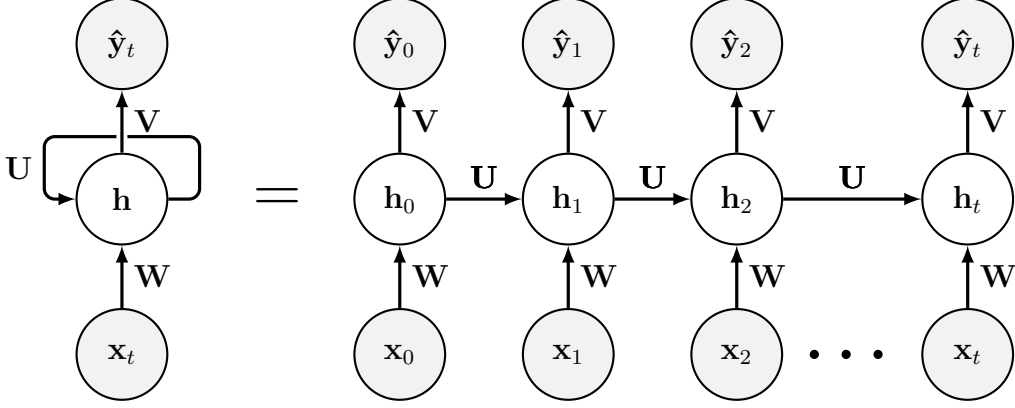 ŷ_t ŷ_0 ŷ_1 ŷ_2 ŷ_t
V V V V V
U h = h_0 U h_1 U h_2 U h_t
W W W W W
x_t x_0 x_1 x_2 . . . x_t